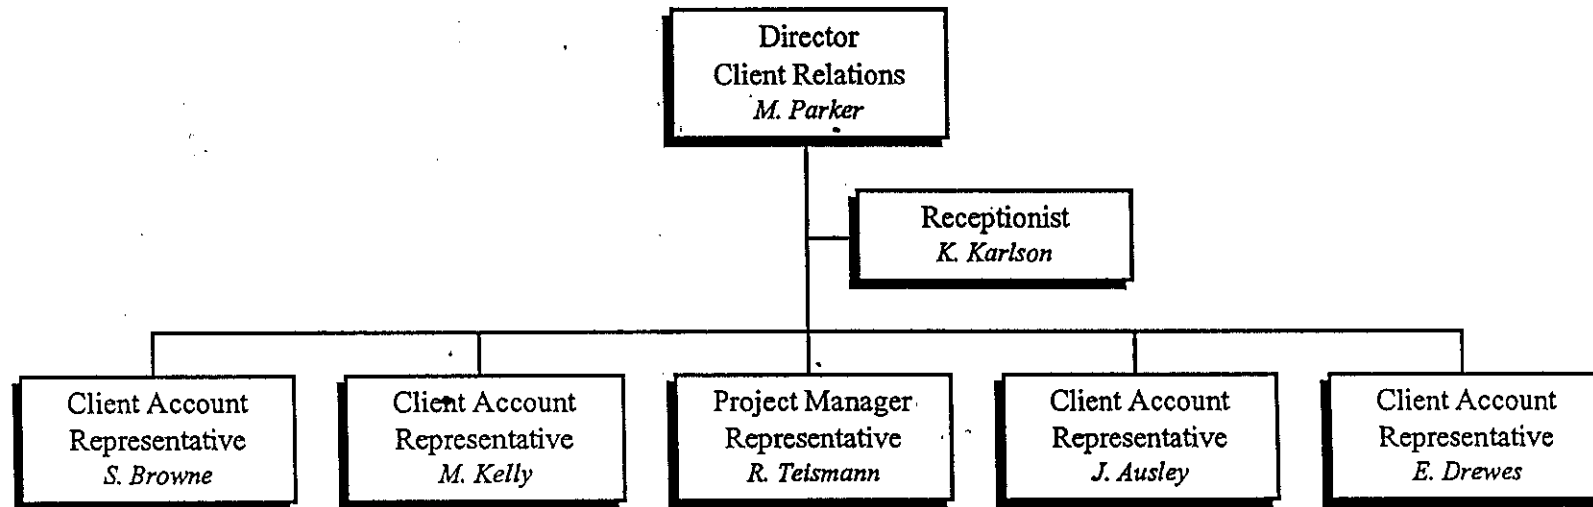 Director
Client Relations
M. Parker
Receptionist
K. Karlson
Client Account
Representative
S. Browne
Client Account
Representative
M. Kelly
Project Manager
Representative
R. Teismann
Client Account
Representative
J. Ausley
Client Account
Representative
E. Drewes